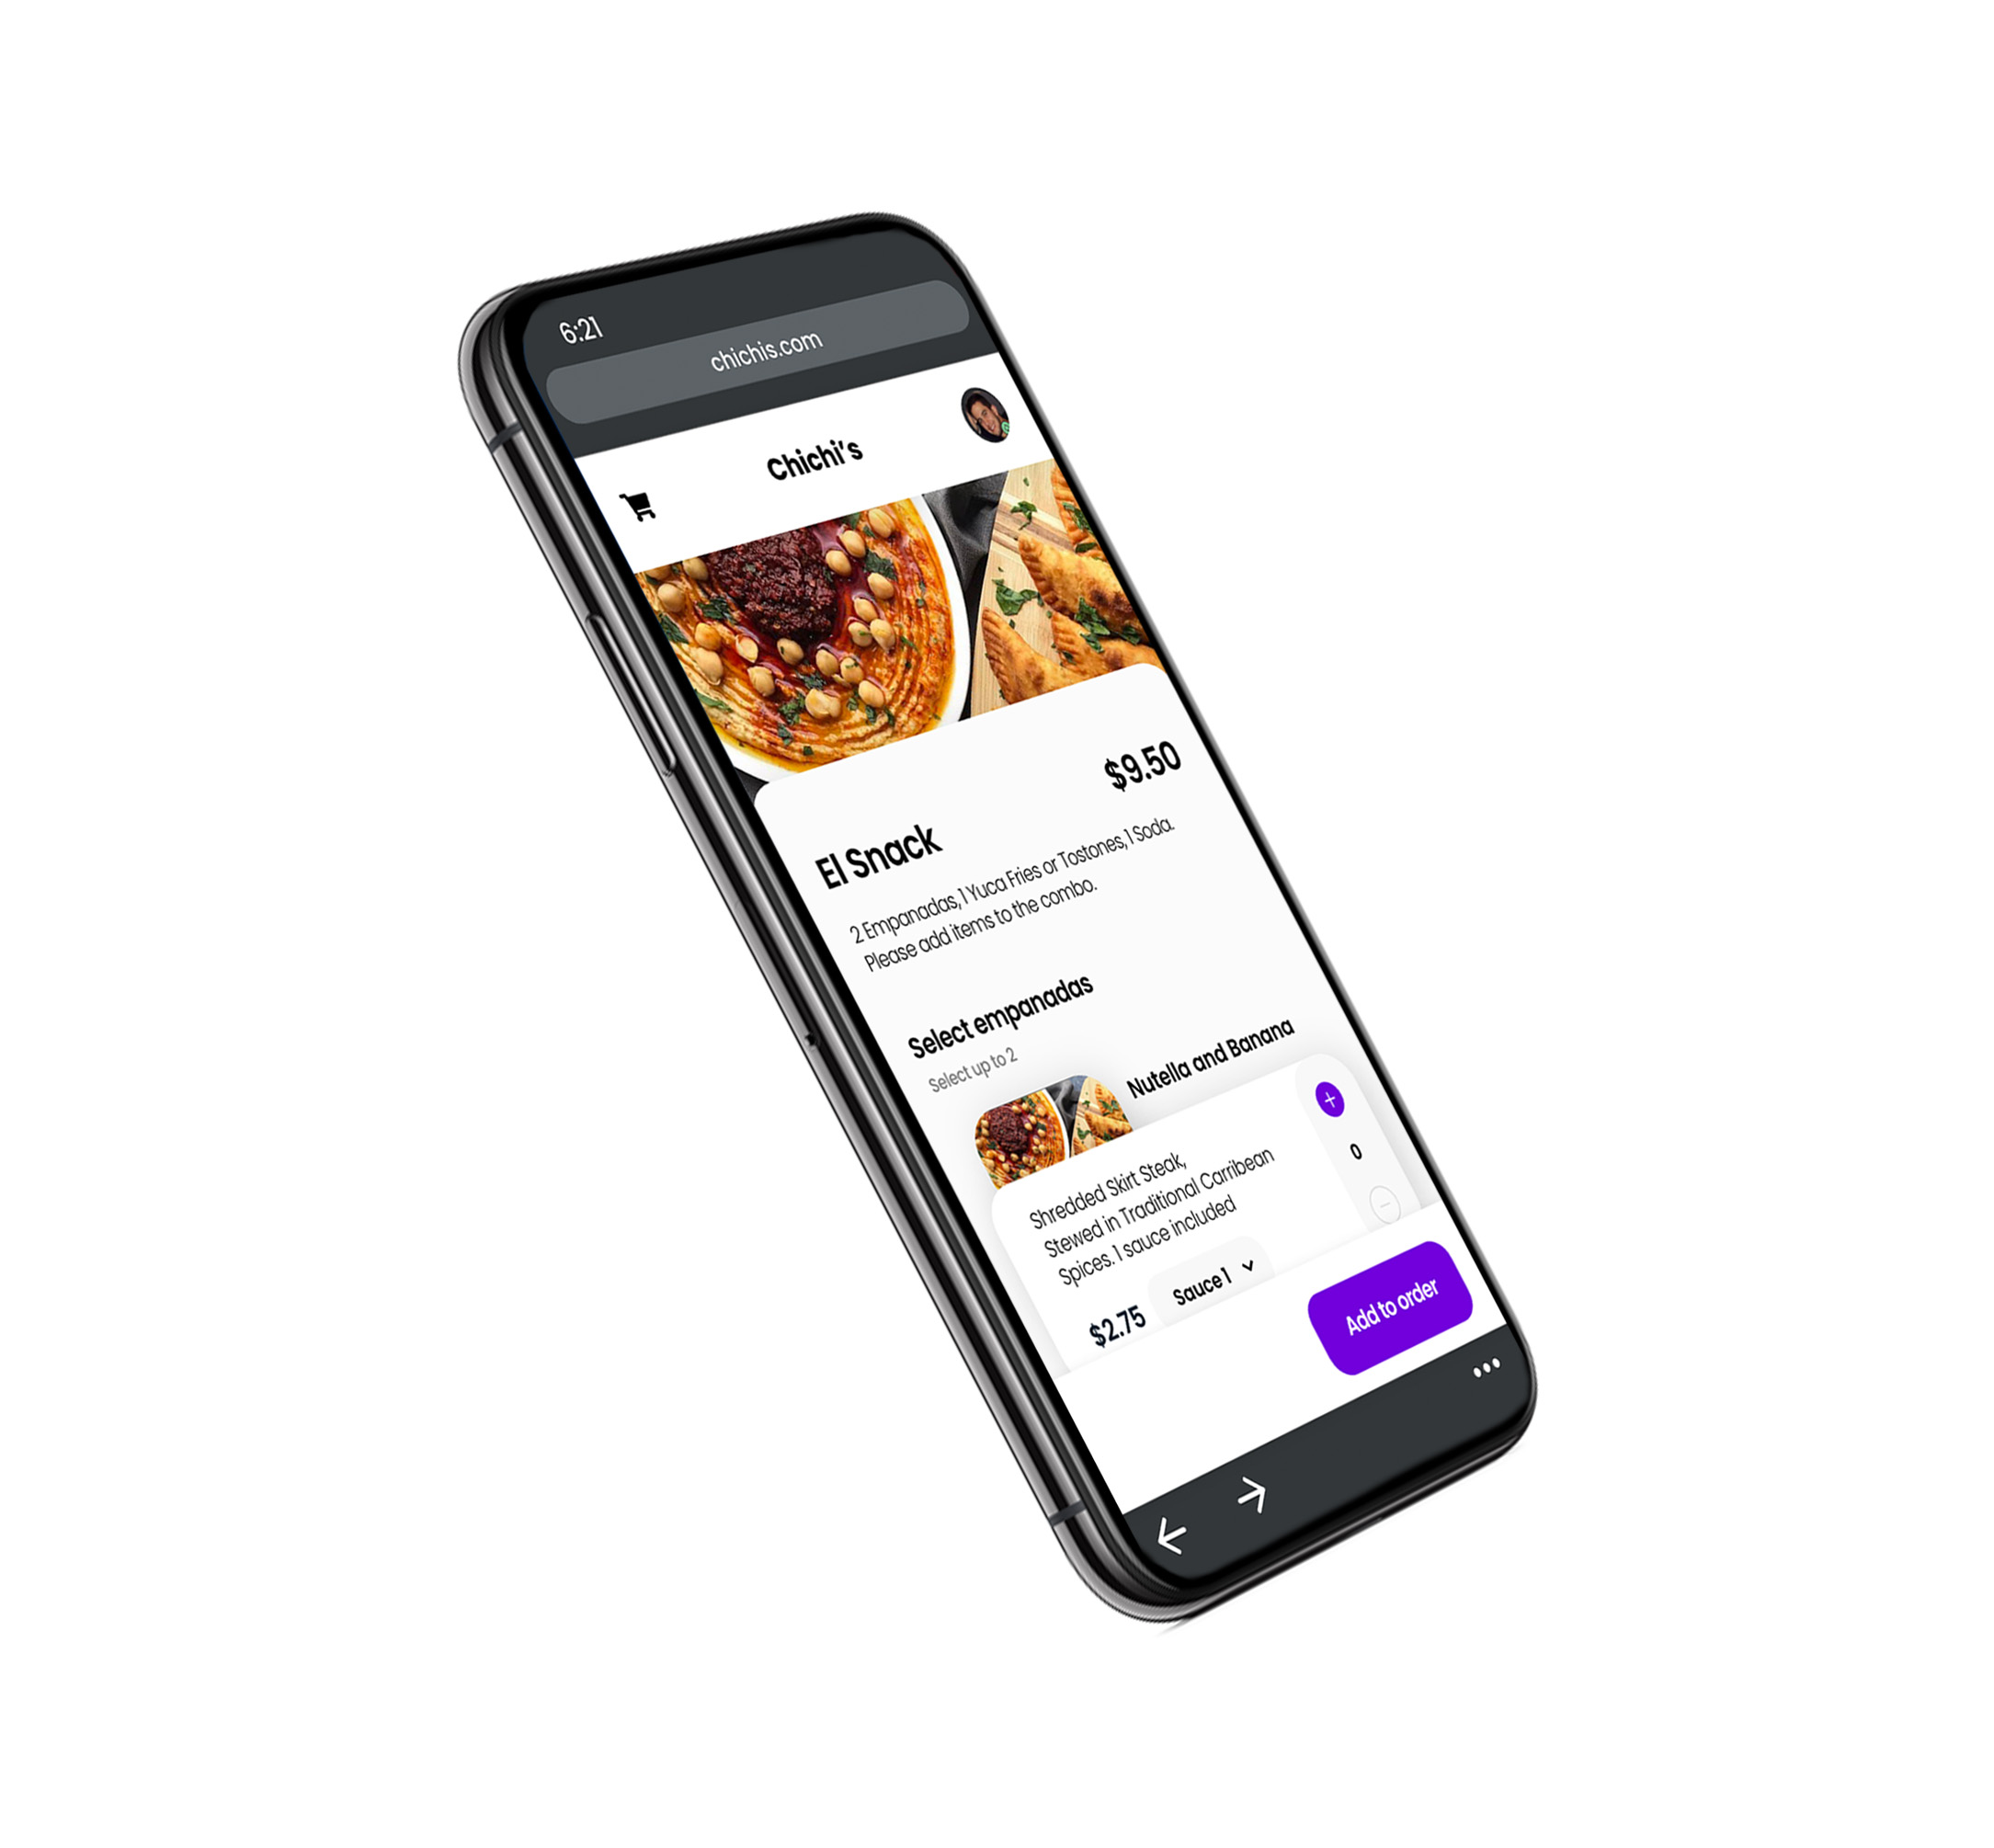 6:21
chichis.com
Chichi's
$9.50
El Snack
2 Empanadas, 1 Yuca Fries or Tostones, 1 Soda.
Please add items to the combo.
Select empanadas
Select up to 2
Nutella and Banana
Shredded Skirt Steak,
Stewed in Traditional Carribean
Spices. 1 sauce included
0
$2.75
Sauce 1
Add to order